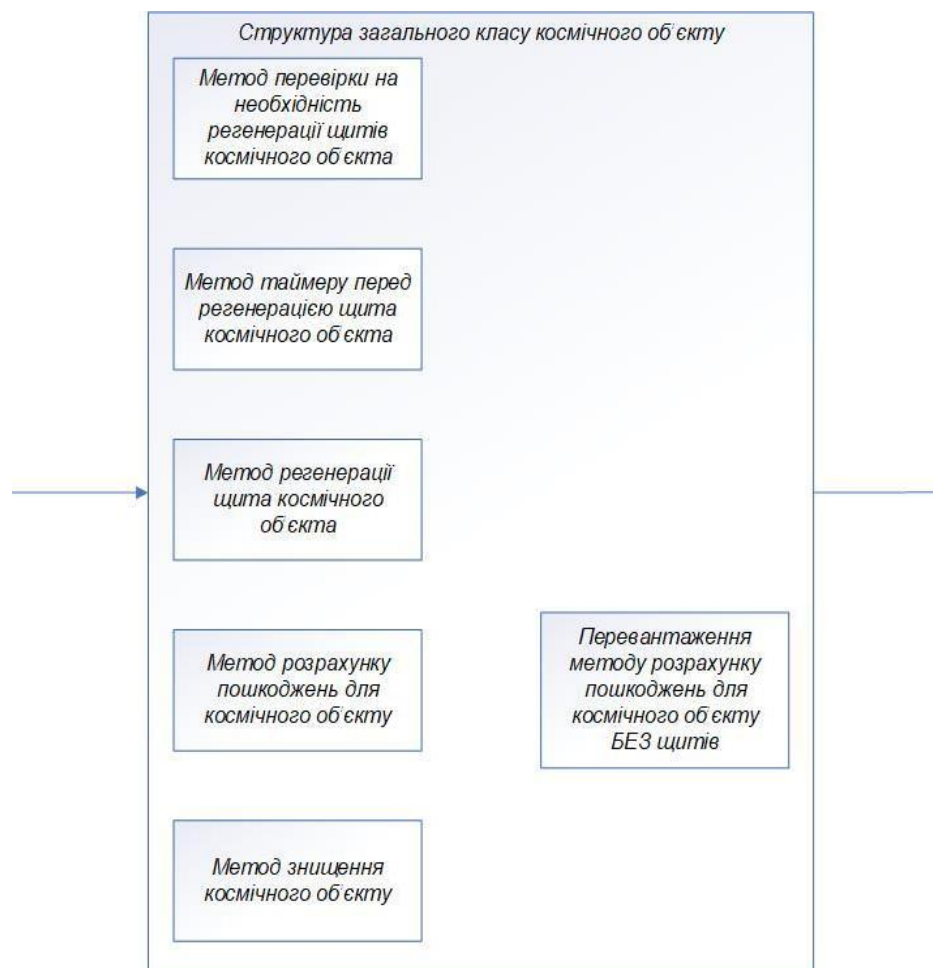 Структура загального класу космічного об'єкту
Метод перевірки на
необхідність
регенерації щитів
космічного об'єкта
Метод таймеру перед
регенерацією щита
космічного об'єкта
Метод регенерації
щита космічного
об'єкта
Метод розрахунку
пошкоджень для
космічного об'єкту
Перевантаження
методу розрахунку
пошкоджень для
космічного об'єкту
БЕЗ щитів
Метод знищення
космічного об'єкту